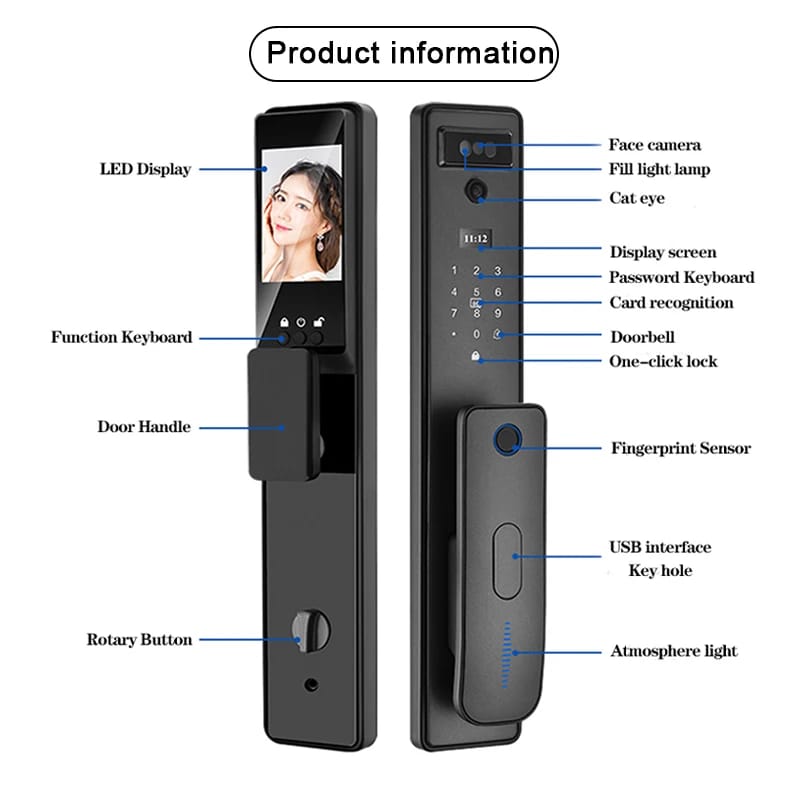 Product information
LED Display
Function Keyboard
Door Handle
Rotary Button
Face camera
Fill light lamp
Cat eye
11:12
Display screen
1 2 3
Password Keyboard
4 5 6
Card recognition
7 8 9
0
Doorbell
One-click lock
Fingerprint Sensor
USB interface
Key hole
Atmosphere light